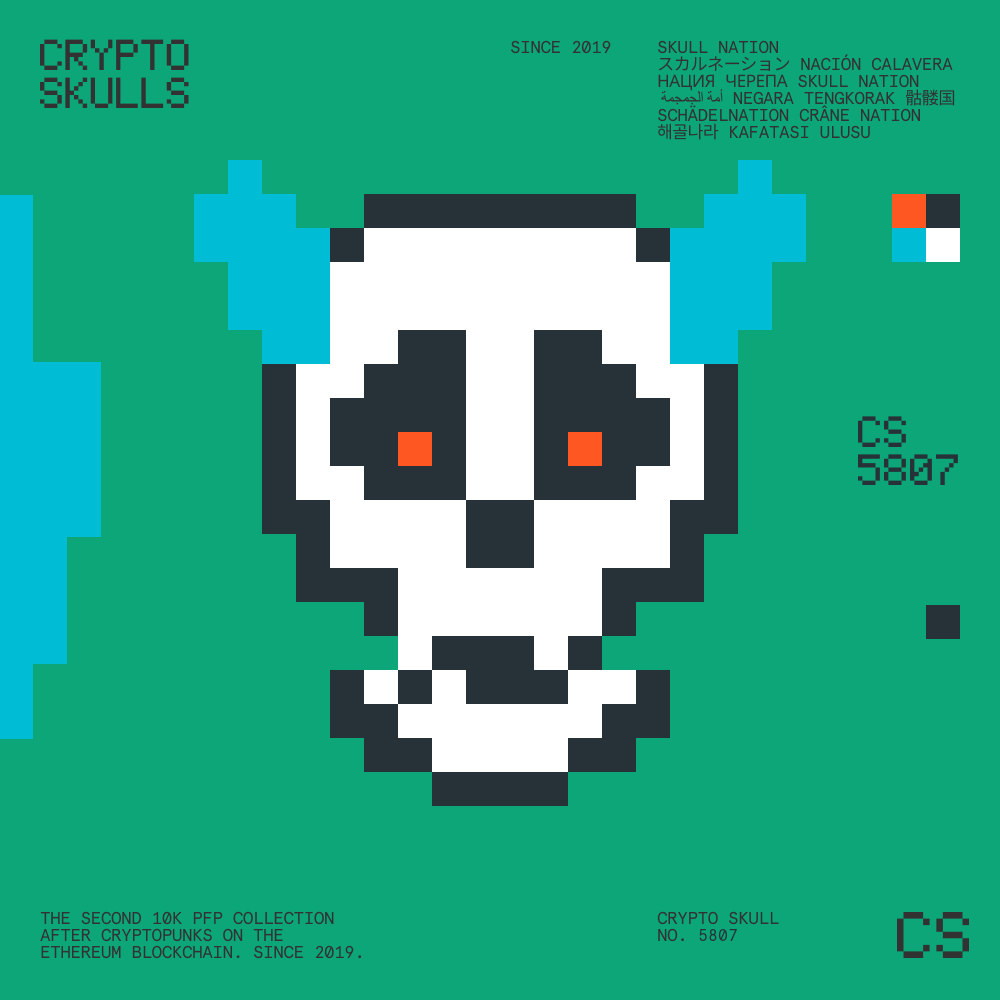 CRYPTO
SKULLS
SINCE 2019
SKULL NATION
スカルネーション NACIÓN CALAVERA
НАЦИЯ ЧЕРЕПА SKULL NATION
أمة الجمجمة NEGARA TENGKORAK 骷髅国
SCHÄDELNATION CRÂNE NATION
해골나라 KAFATASI ULUSU
CS
5807
THE SECOND 10K PFP COLLECTION
AFTER CRYPTOPUNKS ON THE
ETHEREUM BLOCKCHAIN. SINCE 2019.
CRYPTO SKULL
NO. 5807
CS